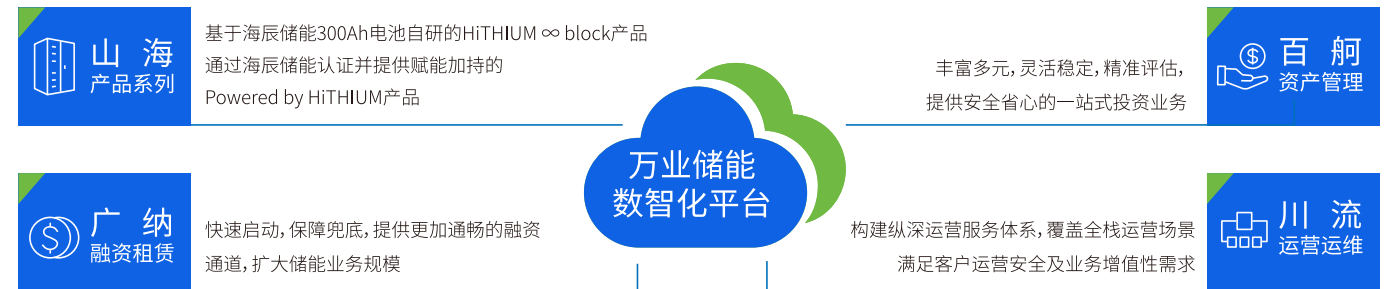 山 海
产品系列
基于海辰储能300Ah电池自研的HiTHIUM ∞ block产品
通过海辰储能认证并提供赋能加持的
Powered by HiTHIUM产品
丰富多元,灵活稳定,精准评估,
提供安全省心的一站式投资业务
百 舸
资产管理
万业储能
数智化平台
广 纳
融资租赁
快速启动,保障兜底,提供更加通畅的融资
通道,扩大储能业务规模
构建纵深运营服务体系,覆盖全栈运营场景
满足客户运营安全及业务增值性需求
川 流
运营运维